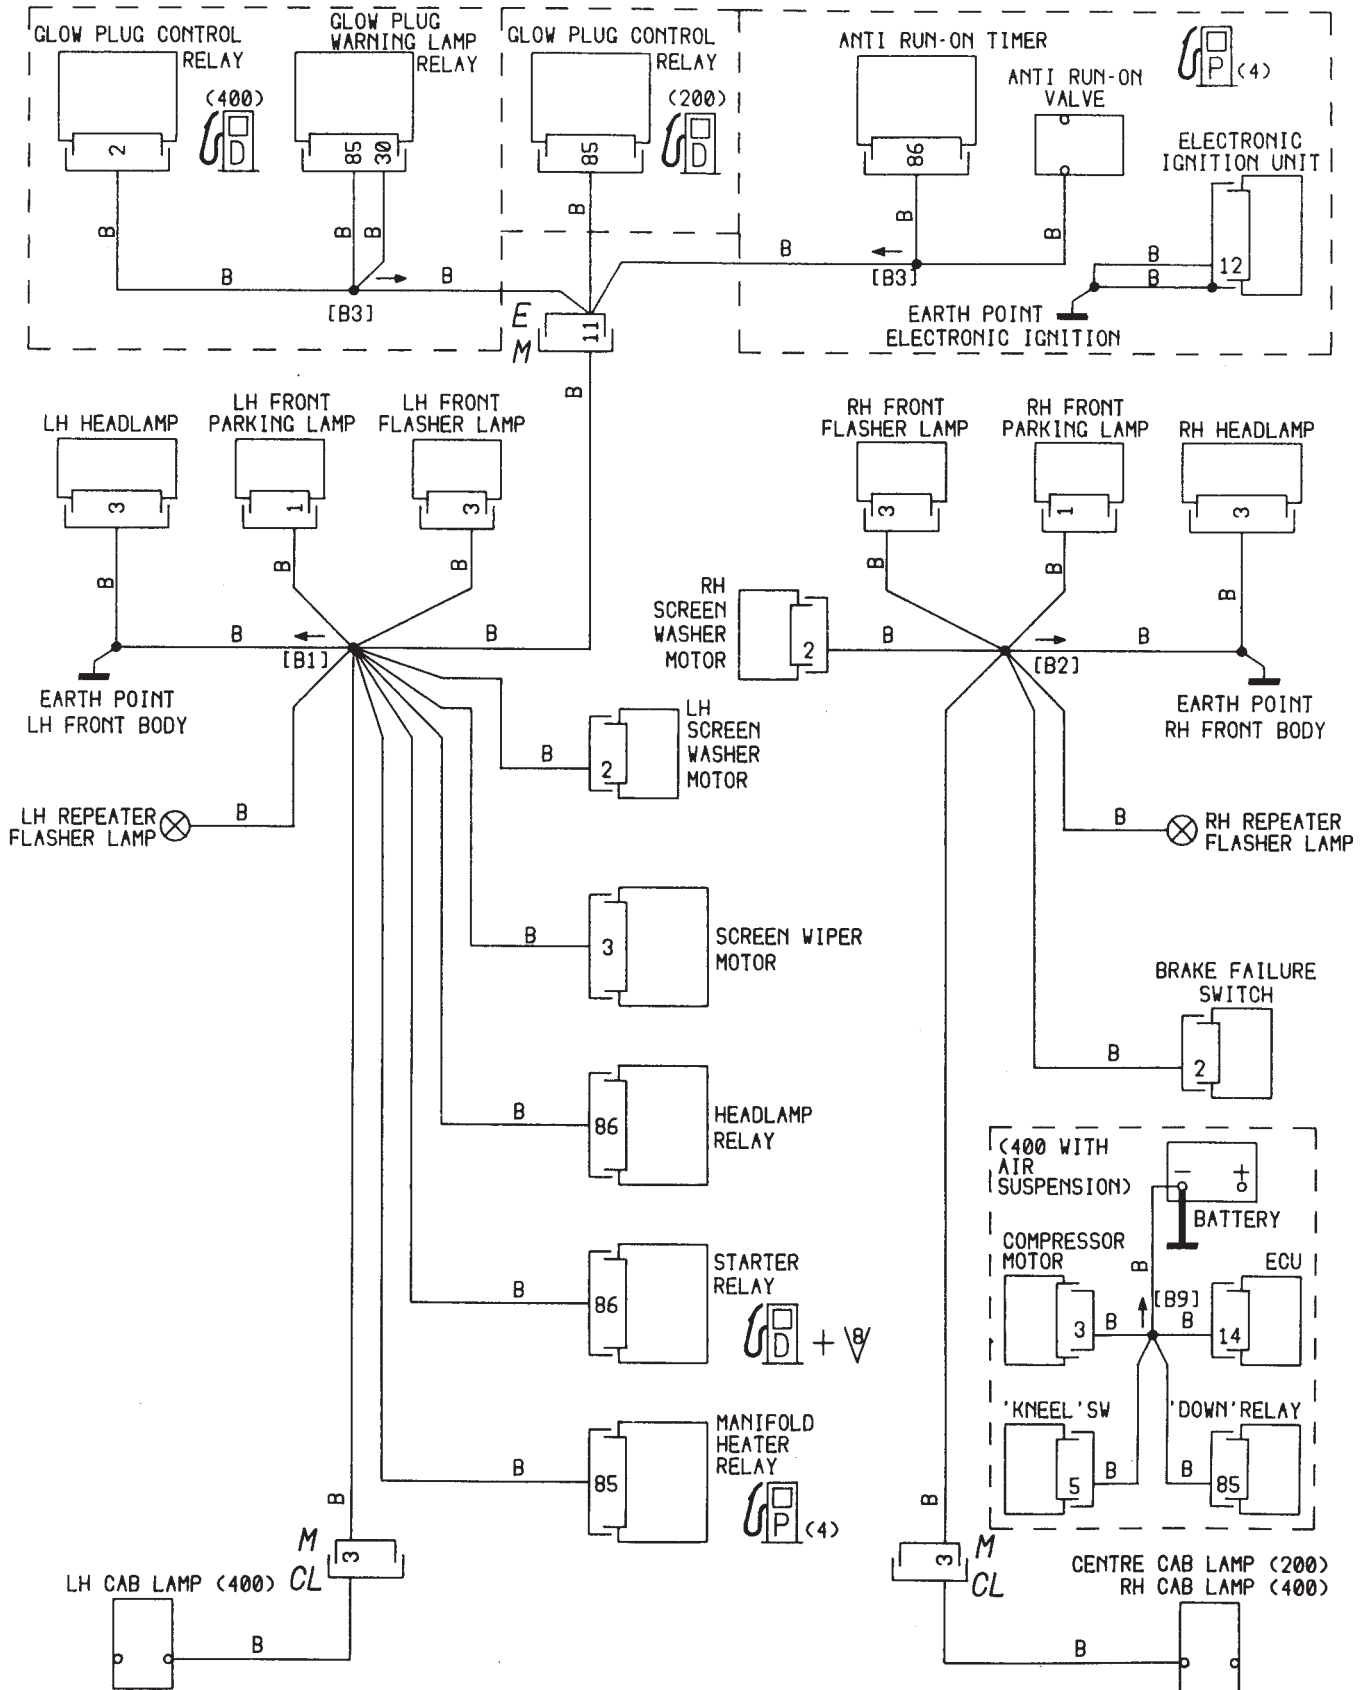 GLOW PLUG CONTROL
RELAY
(400)
D
2
B
GLOW PLUG
WARNING LAMP
RELAY
85 30
B B
B
B
[B3]
GLOW PLUG CONTROL
RELAY
(200)
D
85
B
E
M
11
B
ANTI RUN-ON TIMER
86
B
B
[B3]
ANTI RUN-ON
VALVE
B
P (4)
ELECTRONIC
IGNITION UNIT
12
B
B
EARTH POINT
ELECTRONIC IGNITION
LH HEADLAMP
3
B
LH FRONT
PARKING LAMP
1
B
LH FRONT
FLASHER LAMP
3
B
B
[B1]
B
EARTH POINT
LH FRONT BODY
RH FRONT
FLASHER LAMP
3
B
RH FRONT
PARKING LAMP
1
B
RH HEADLAMP
3
B
RH
SCREEN
WASHER
MOTOR
2
B
B
[B2]
EARTH POINT
RH FRONT BODY
LH
SCREEN
WASHER
MOTOR
2
B
LH REPEATER
FLASHER LAMP
B
B
RH REPEATER
FLASHER LAMP
SCREEN WIPER
MOTOR
3
B
BRAKE FAILURE
SWITCH
2
B
HEADLAMP
RELAY
86
B
STARTER
RELAY
86
B
D + V8
MANIFOLD
HEATER
RELAY
85
B
P (4)
(400 WITH
AIR
SUSPENSION)
- +
BATTERY
B
COMPRESSOR
MOTOR
3
B
[B9]
B
ECU
14
'KNEEL'SW
5
B
'DOWN'RELAY
B
85
B
M
CL
3
LH CAB LAMP (400)
B
B
M
CL
3
CENTRE CAB LAMP (200)
RH CAB LAMP (400)
B